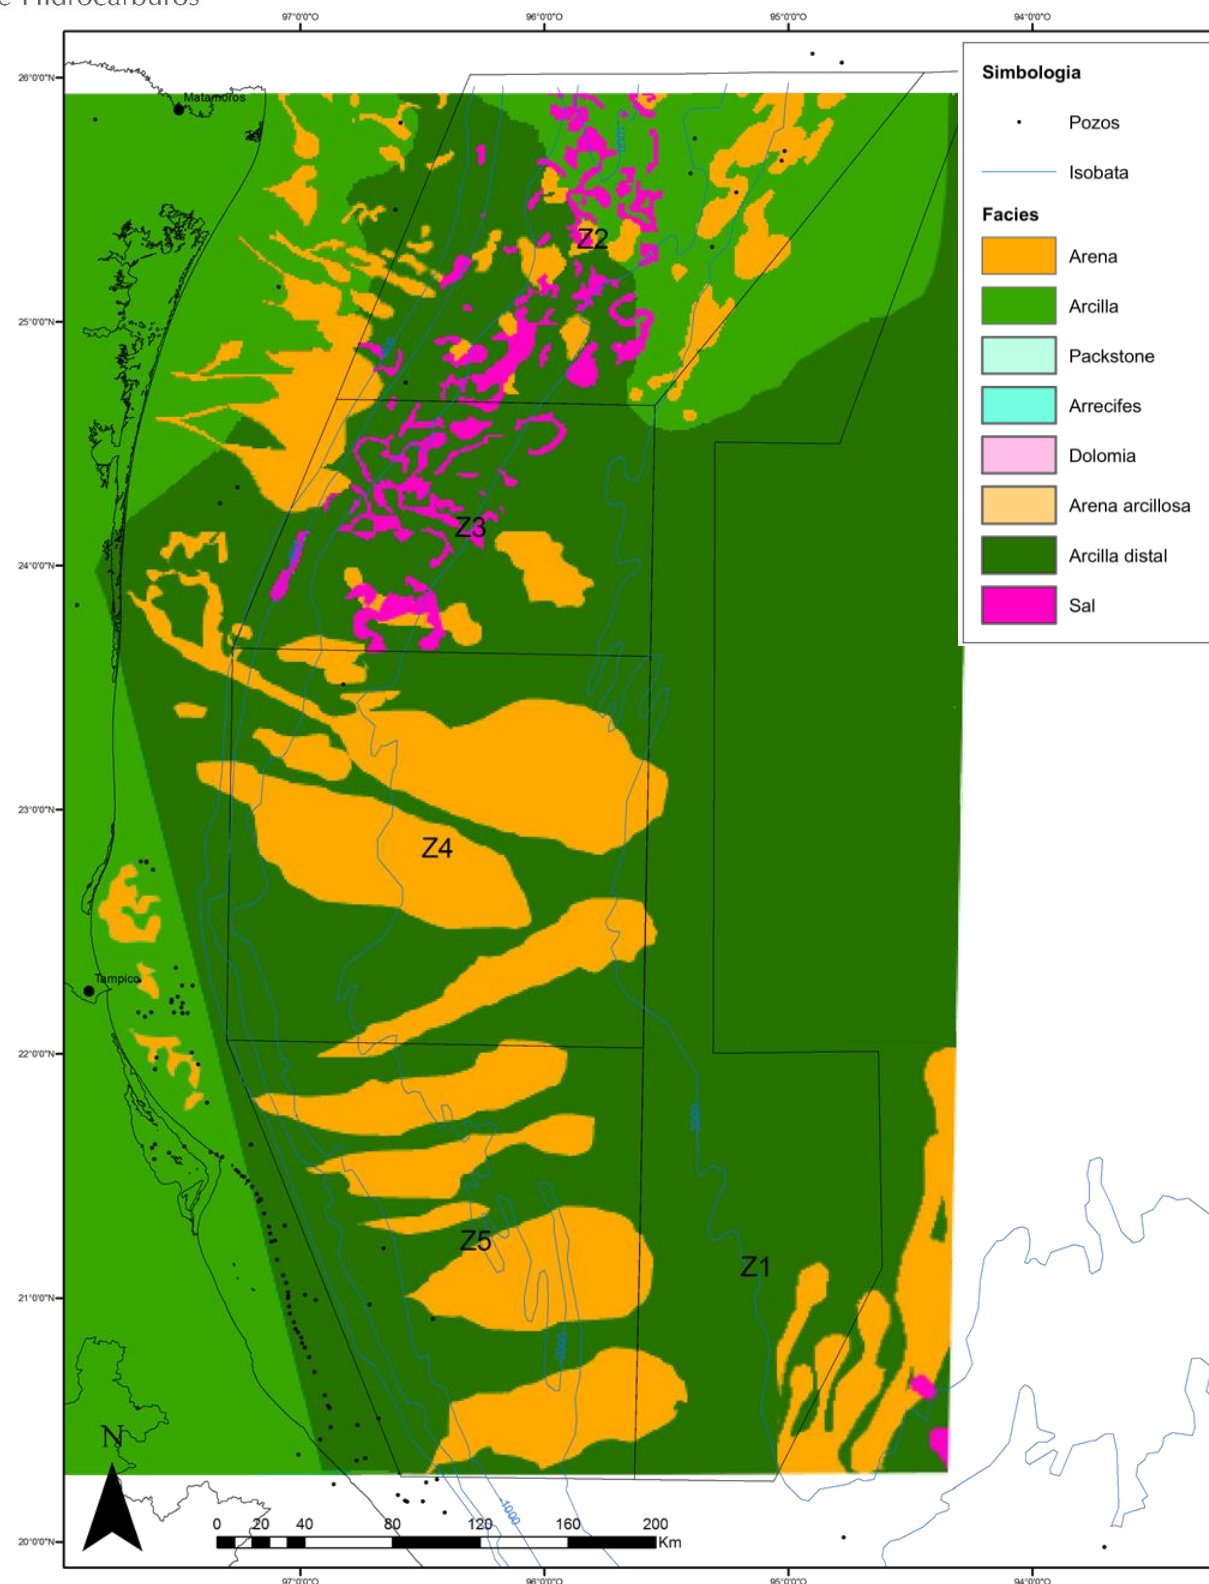 e Hidrocarburos
97°0'0"O 96°0'0"O 95°0'0"O 94°0'0"O
26°0'0"N
25°0'0"N
24°0'0"N
23°0'0"N
22°0'0"N
21°0'0"N
20°0'0"N
Matamoros
Tampico
Z2
Z3
Z4
Z5
Z1
-1000
N
0 20 40 80 120 160 200
Km
97°0'0"O 96°0'0"O 95°0'0"O 94°0'0"O
Simbologia
Pozos
Isobata
Facies
Arena
Arcilla
Packstone
Arrecifes
Dolomia
Arena arcillosa
Arcilla distal
Sal